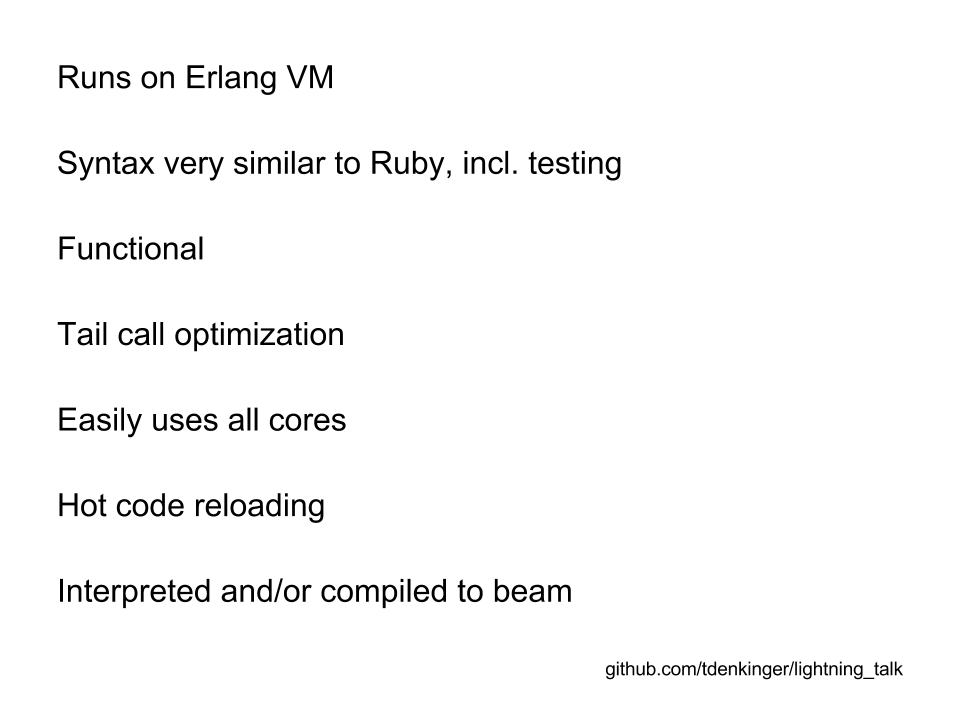 Runs on Erlang VM
Syntax very similar to Ruby, incl. testing
Functional
Tail call optimization
Easily uses all cores
Hot code reloading
Interpreted and/or compiled to beam
github.com/tdenkinger/lightning_talk